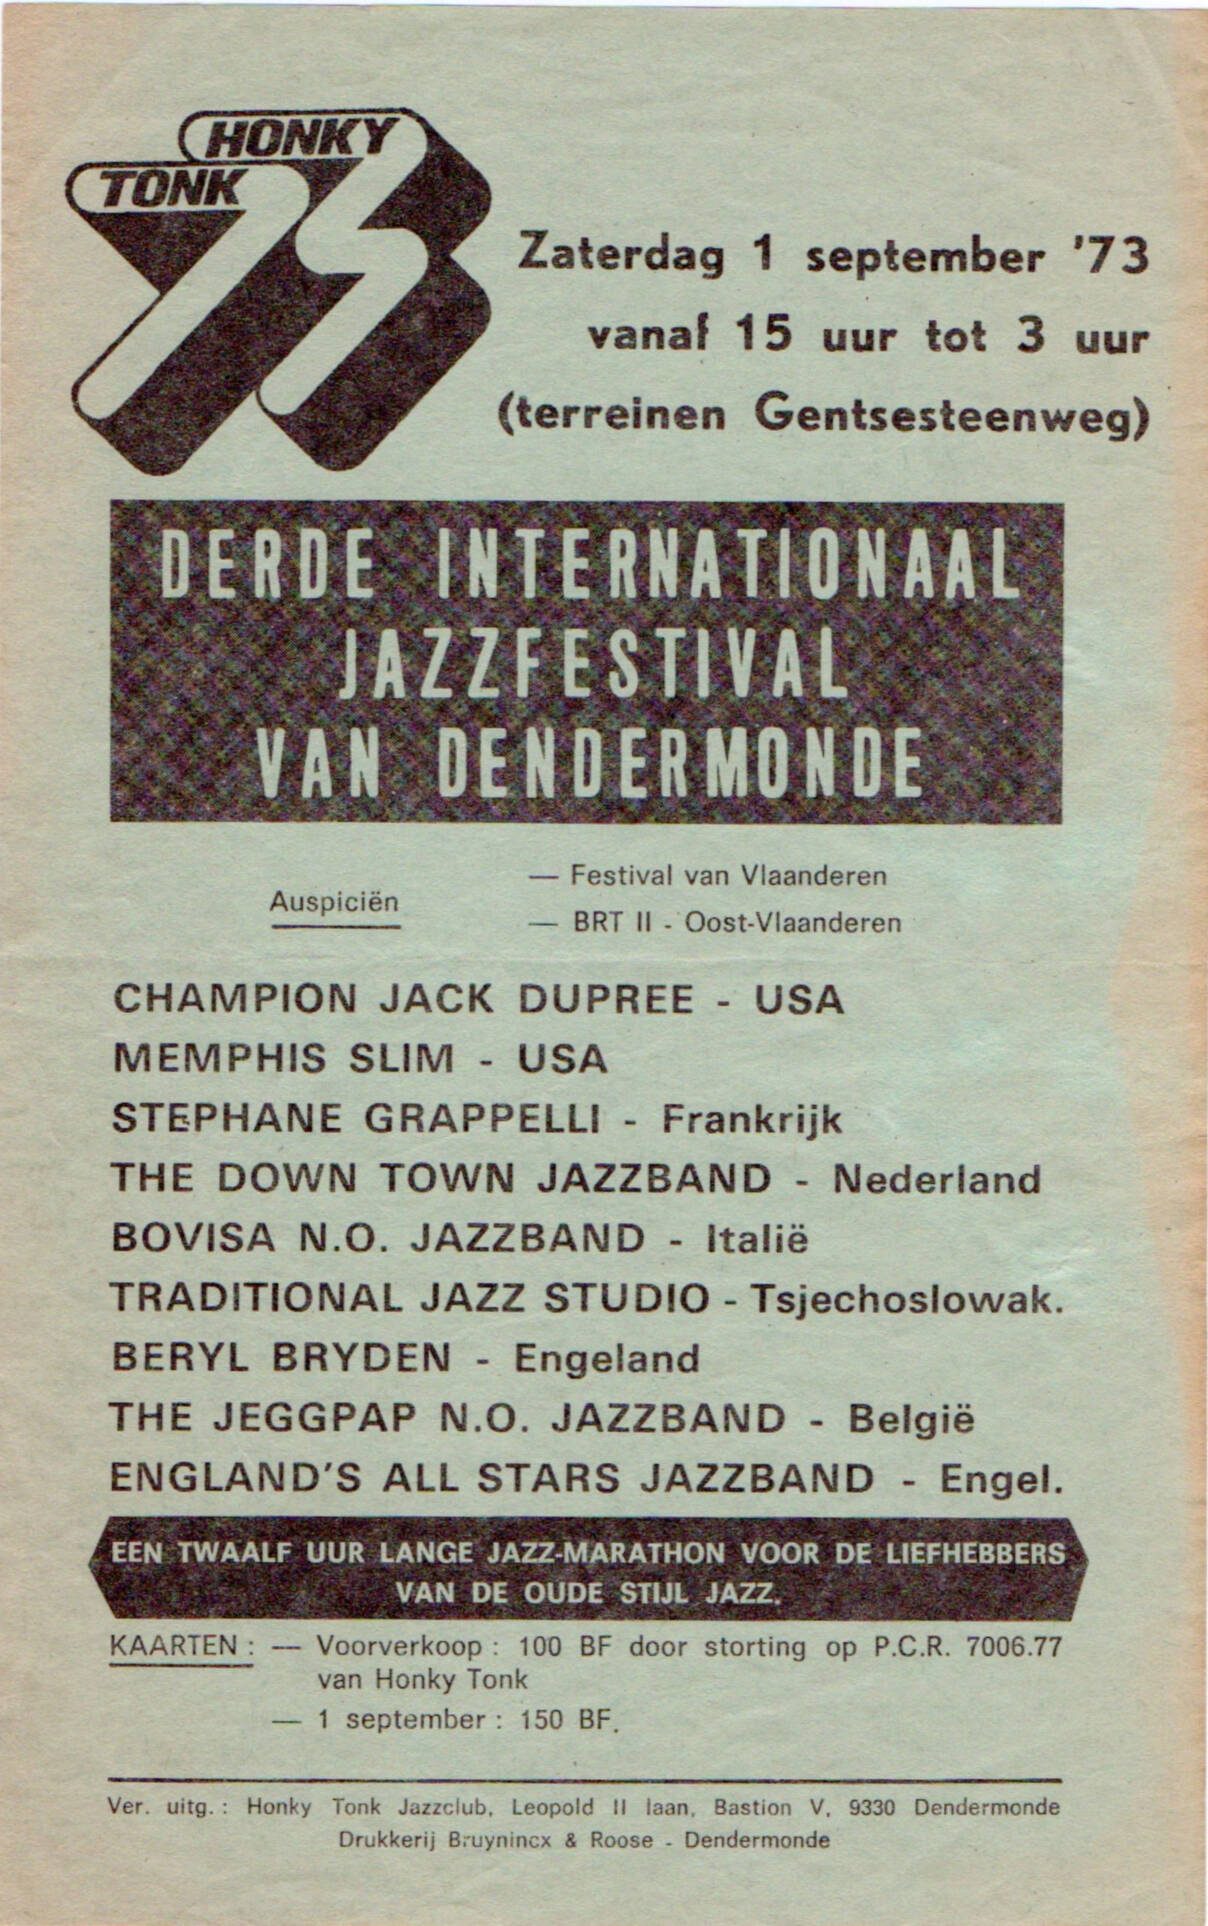 HONKY
TONK
73
Zaterdag 1 september '73
vanaf 15 uur tot 3 uur
(terreinen Gentsesteenweg)
DERDE INTERNATIONAAL
JAZZFESTIVAL
VAN DENDERMONDE
Auspiciën
— Festival van Vlaanderen
— BRT II - Oost-Vlaanderen
CHAMPION JACK DUPREE - USA
MEMPHIS SLIM - USA
STEPHANE GRAPPELLI - Frankrijk
THE DOWN TOWN JAZZBAND - Nederland
BOVISA N.O. JAZZBAND - Italië
TRADITIONAL JAZZ STUDIO - Tsjechoslowak.
BERYL BRYDEN - Engeland
THE JEGGPAP N.O. JAZZBAND - België
ENGLAND'S ALL STARS JAZZBAND - Engel.
EEN TWAALF UUR LANGE JAZZ-MARATHON VOOR DE LIEFHEBBERS
VAN DE OUDE STIJL JAZZ.
KAARTEN : — Voorverkoop : 100 BF door storting op P.C.R. 7006.77
van Honky Tonk
— 1 september : 150 BF.
Ver. uitg. : Honky Tonk Jazzclub, Leopold II laan, Bastion V, 9330 Dendermonde
Drukkerij Bruynincx & Roose - Dendermonde